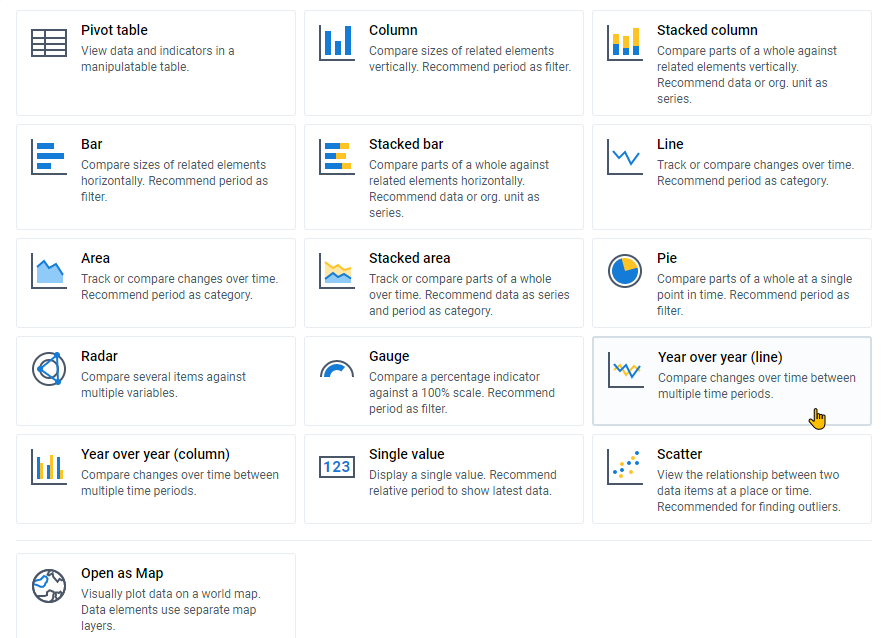 Pivot table
View data and indicators in a
manipulatable table.
Column
Compare sizes of related elements
vertically. Recommend period as filter.
Stacked column
Compare parts of a whole against
related elements vertically.
Recommend data or org. unit as
series.
Bar
Compare sizes of related elements
horizontally. Recommend period as
filter.
Stacked bar
Compare parts of a whole against
related elements horizontally.
Recommend data or org. unit as
series.
Line
Track or compare changes over time.
Recommend period as category.
Area
Track or compare changes over time.
Recommend period as category.
Stacked area
Track or compare parts of a whole
over time. Recommend data as series
and period as category.
Pie
Compare parts of a whole at a single
point in time. Recommend period as
filter.
Radar
Compare several items against
multiple variables.
Gauge
Compare a percentage indicator
against a 100% scale. Recommend
period as filter.
Year over year (line)
Compare changes over time between
multiple time periods.
Year over year (column)
Compare changes over time between
multiple time periods.
123
Single value
Display a single value. Recommend
relative period to show latest data.
Scatter
View the relationship between two
data items at a place or time.
Recommended for finding outliers.
Open as Map
Visually plot data on a world map.
Data elements use separate map
layers.